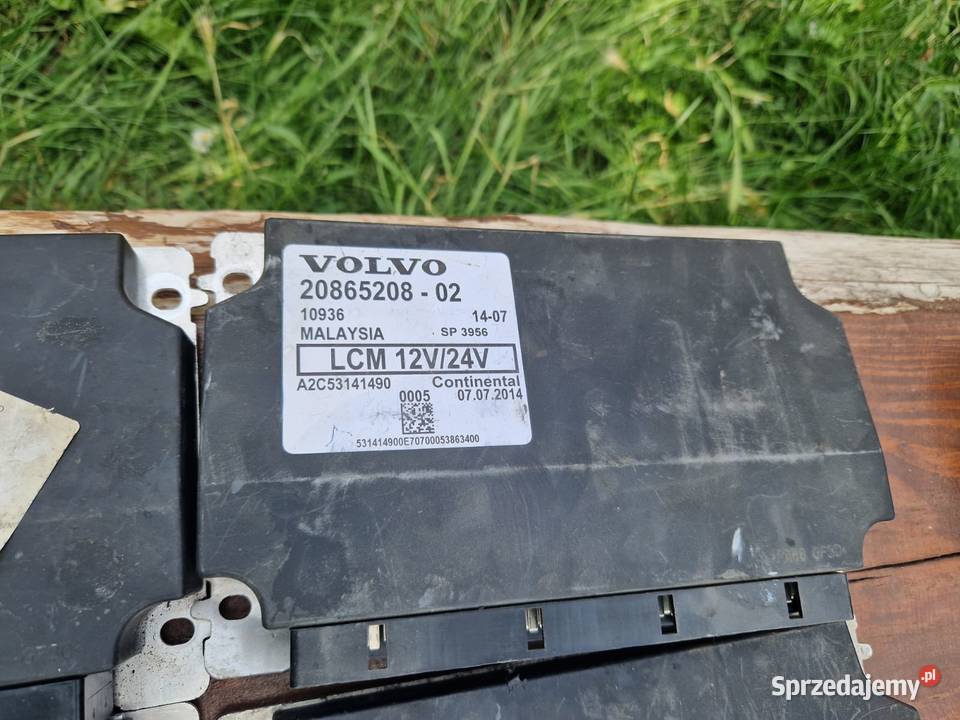 VOLVO
20865208 - 02
10936 14-07
MALAYSIA SP 3956
LCM 12V/24V
A2C53141490 Continental
0005 07.07.2014
531414900E70700053863400
Sprzedajemy.pl